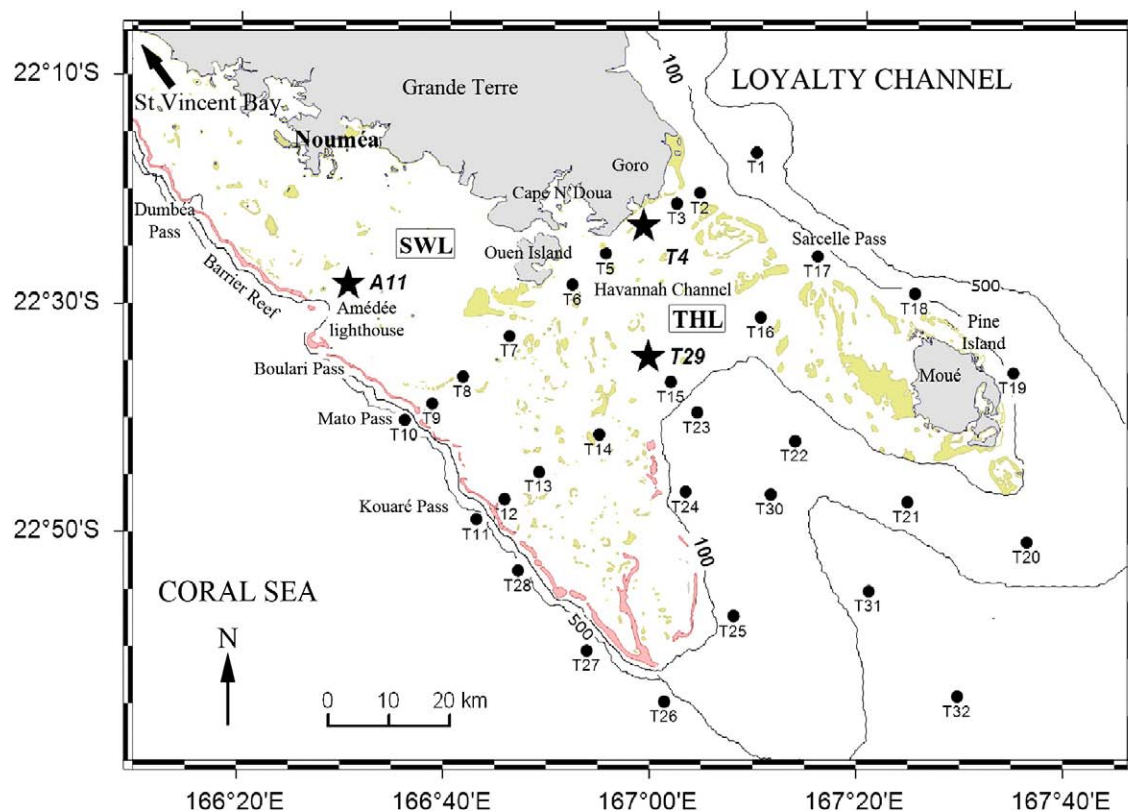 22°10'S
22°30'S
22°50'S
100
LOYALTY CHANNEL
Grande Terre
St Vincent Bay
Nouméa
Goro
T1
Cape N'Doua
T2
T3
Dumbéa
Pass
SWL
Ouen Island
T5
T4
Sarcelle Pass
T17
500
Barrier Reef
A11
T6
Havannah Channel
T18
Amédée
lighthouse
THL
T16
Pine
Island
T7
T29
Boulari Pass
T8
T15
Moué
T19
Mato Pass
T9
T10
T23
T14
T22
T13
Kouaré Pass
T12
T24
T30
T21
T11
100
T20
CORAL SEA
T28
T31
500
T25
N
T27
0 10 20 km
T26
T32
166°20'E
166°40'E
167°00'E
167°20'E
167°40'E